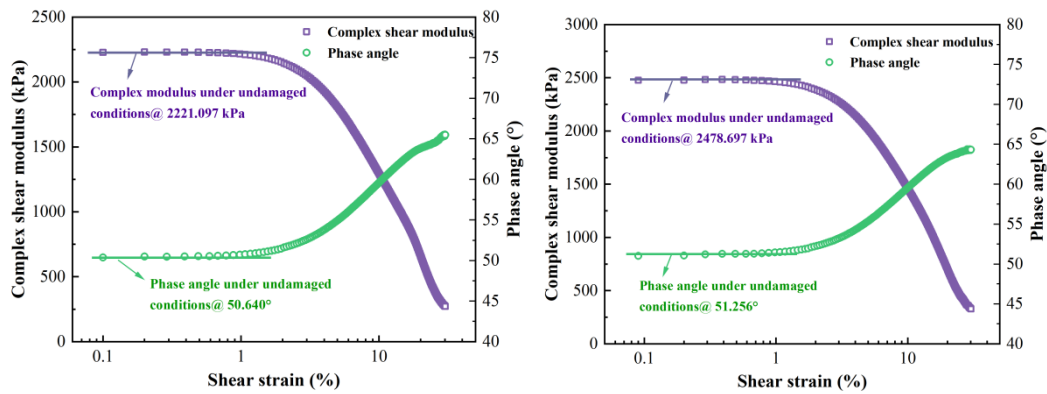 2500
2000
1500
1000
500
0
Complex shear modulus (kPa)
80
75
70
65
60
55
50
45
40
Phase angle (°)
Complex shear modulus
Phase angle
Complex modulus under undamaged
conditions@ 2221.097 kPa
Phase angle under undamaged
conditions@ 50.640°
0.1
1
10
Shear strain (%)
3000
2500
2000
1500
1000
500
0
Complex shear modulus (kPa)
80
75
70
65
60
55
50
45
40
Phase angle (°)
Complex shear modulus
Phase angle
Complex modulus under undamaged
conditions@ 2478.697 kPa
Phase angle under undamaged
conditions@ 51.256°
0.1
1
10
Shear strain (%)